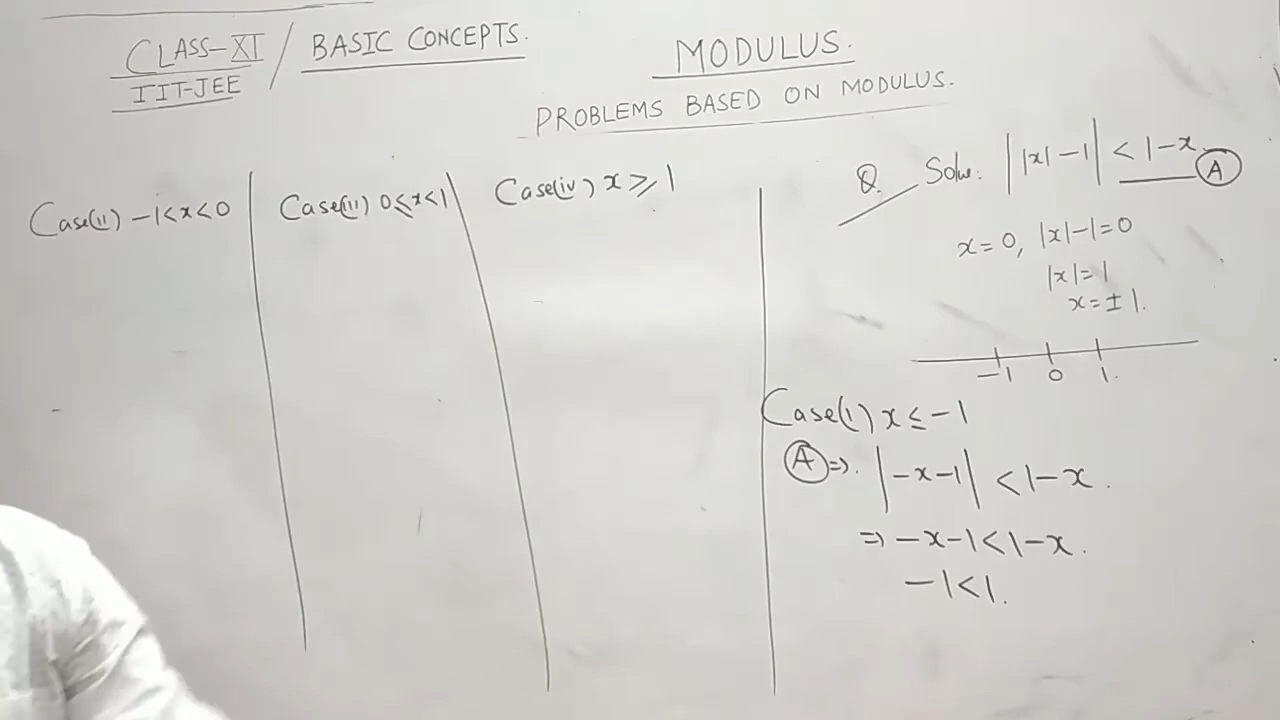 CLASS-XI / BASIC CONCEPTS.
IIT-JEE
MODULUS.
PROBLEMS BASED ON MODULUS.
Case(ii) -1<x<0
Case(iii) 0≤x<1
Case(iv) x≥1
Q. Solve: ||x|-1| < 1-x. (A)
x=0, |x|-1=0
|x|=1
x=±1.
-1 0 1.
Case(i) x≤-1
(A) ⇒. |-x-1| < 1-x.
⇒ -x-1<1-x.
-1<1.